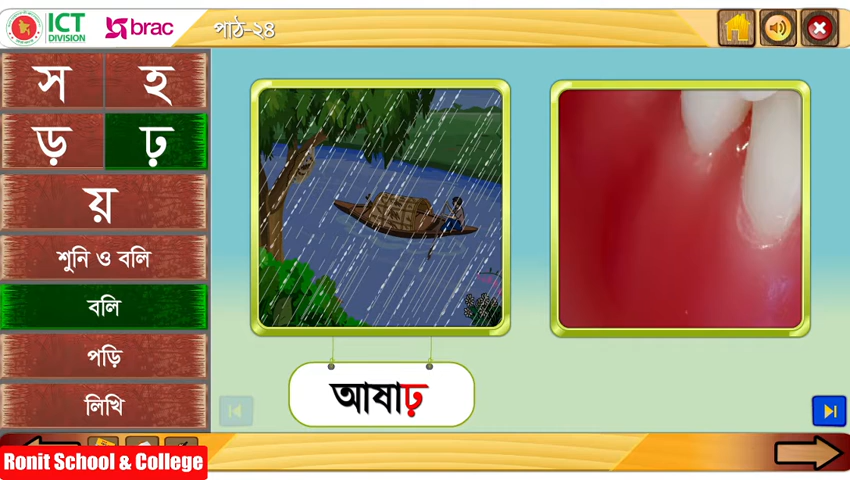 ICT
DIVISION
brac
পাঠ-২৪
স
হ
ড়
ঢ়
য়
শুনি ও বলি
বলি
পড়ি
লিখি
আষাঢ়
Ronit School & College